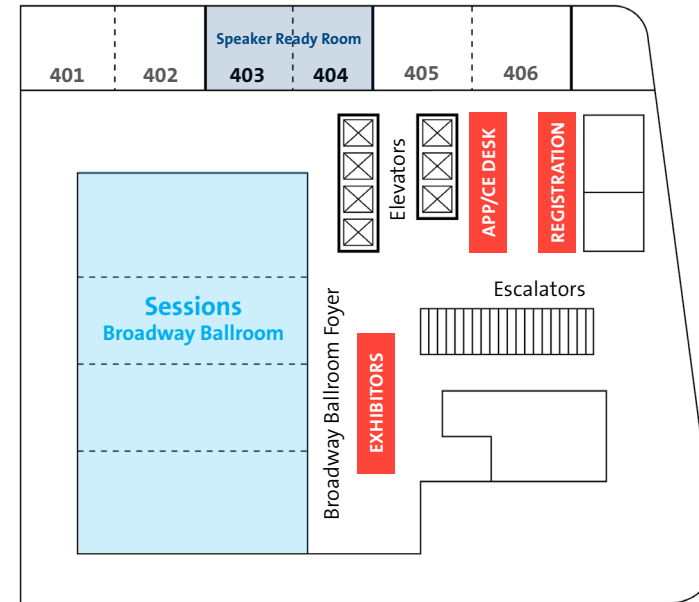 Speaker Ready Room
401
402
403
404
405
406
Elevators
APP/CE DESK
REGISTRATION
Escalators
Sessions
Broadway Ballroom
Broadway Ballroom Foyer
EXHIBITORS